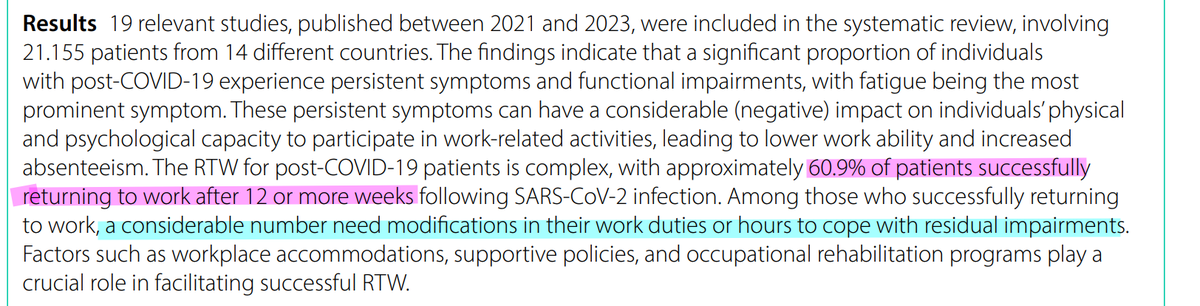 Results 19 relevant studies, published between 2021 and 2023, were included in the systematic review, involving
21.155 patients from 14 different countries. The findings indicate that a significant proportion of individuals
with post-COVID-19 experience persistent symptoms and functional impairments, with fatigue being the most
prominent symptom. These persistent symptoms can have a considerable (negative) impact on individuals’ physical
and psychological capacity to participate in work-related activities, leading to lower work ability and increased
absenteeism. The RTW for post-COVID-19 patients is complex, with approximately 60.9% of patients successfully
returning to work after 12 or more weeks following SARS-CoV-2 infection. Among those who successfully returning
to work, a considerable number need modifications in their work duties or hours to cope with residual impairments.
Factors such as workplace accommodations, supportive policies, and occupational rehabilitation programs play a
crucial role in facilitating successful RTW.